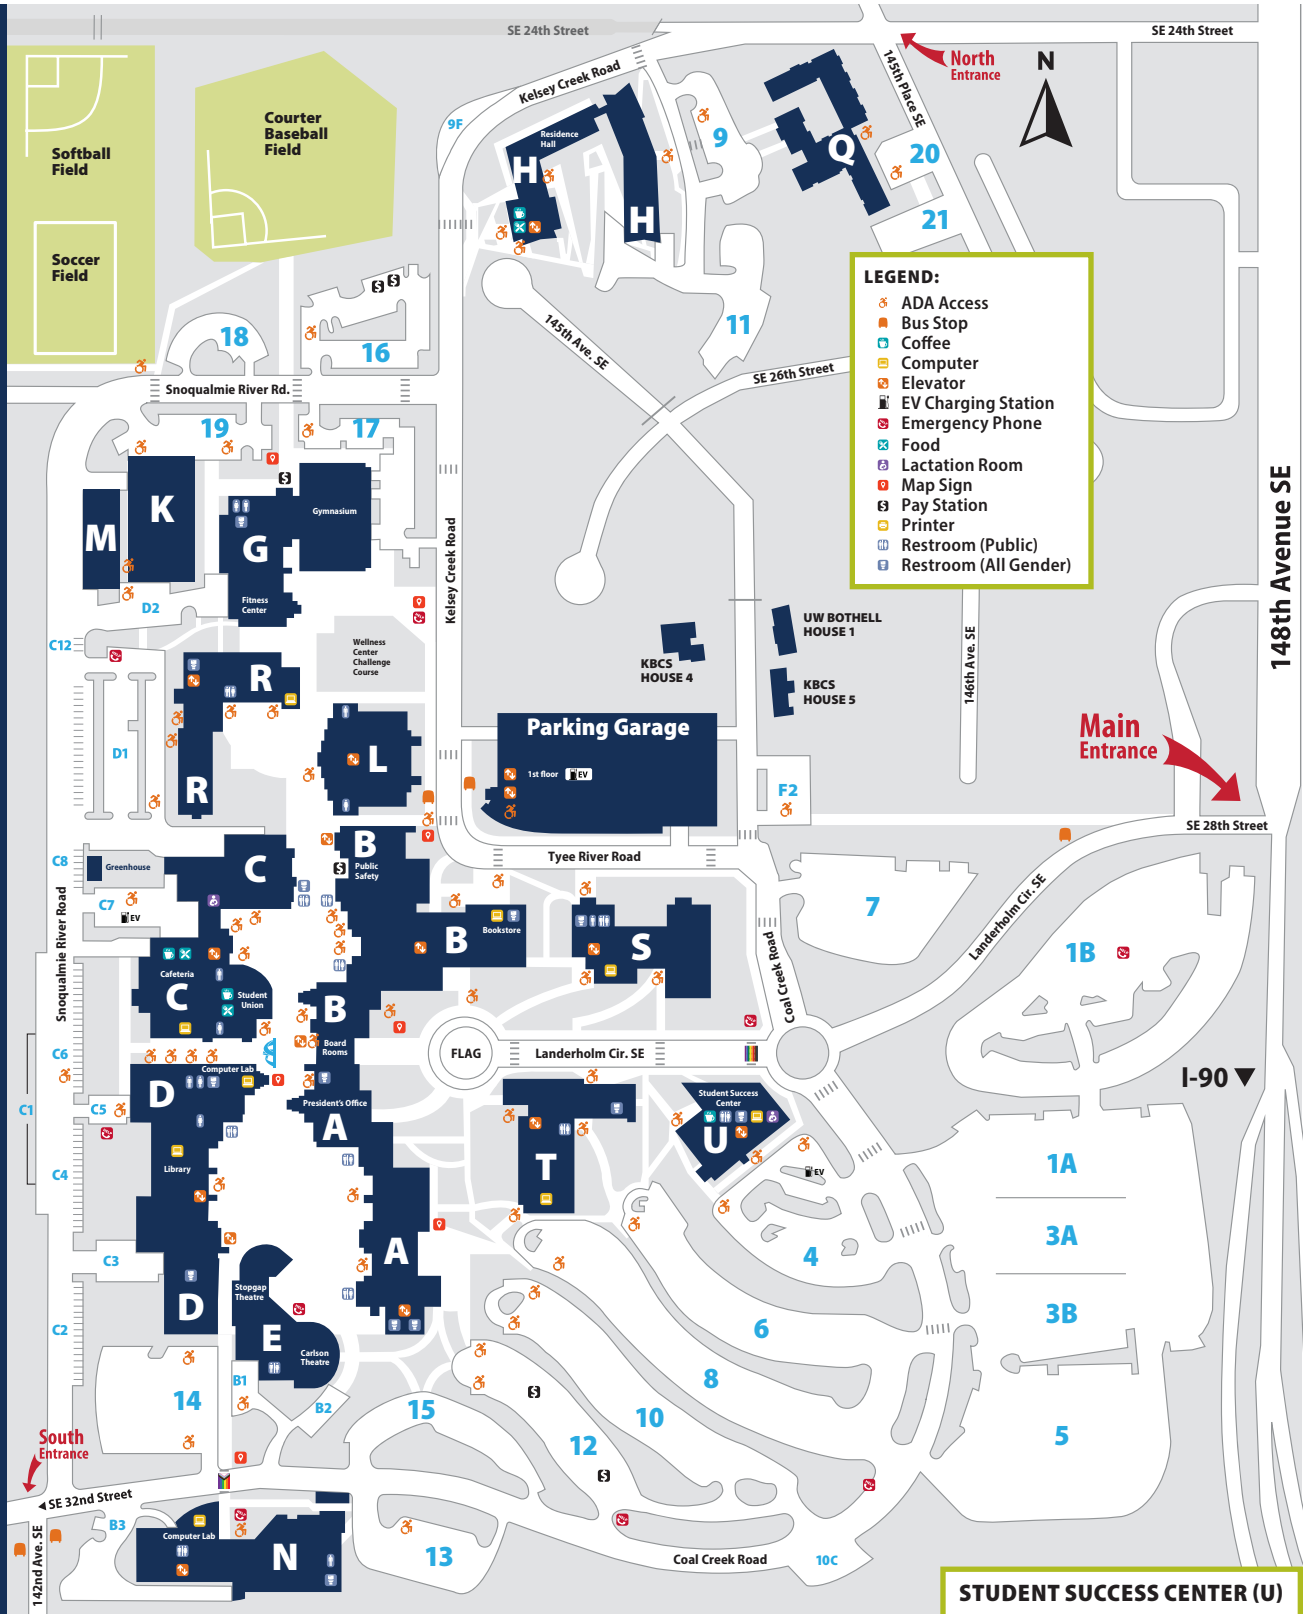 SE 24th Street
SE 24th Street
North
Entrance
N
Kelsey Creek Road
145th Place SE
9F
Courter
Baseball
Field
Softball
Field
Soccer
Field
Residence
Hall
H
H
9
Q
20
21
LEGEND:
ADA Access
Bus Stop
Coffee
Computer
Elevator
EV Charging Station
Emergency Phone
Food
Lactation Room
Map Sign
Pay Station
Printer
Restroom (Public)
Restroom (All Gender)
18
16
11
145th Ave. SE
SE 26th Street
Snoqualmie River Rd.
19
17
M
K
G
Gymnasium
Fitness
Center
Kelsey Creek Road
148th Avenue SE
D2
C12
Wellness
Center
Challenge
Course
UW BOTHELL
HOUSE 1
KBCS
HOUSE 4
KBCS
HOUSE 5
146th Ave. SE
R
R
D1
L
Parking Garage
1st floor
EV
F2
Main
Entrance
SE 28th Street
B
Public
Safety
Tyee River Road
C8
Greenhouse
C
C7
EV
B
Bookstore
S
7
Landerholm Cir. SE
1B
Coal Creek Road
Snoqualmie River Road
Cafeteria
C
Student
Union
B
Board
Rooms
FLAG
Landerholm Cir. SE
I-90
C6
C1
C5
C4
Computer Lab
D
President's Office
A
Student Success
Center
U
T
EV
1A
3A
3B
Library
C3
C2
D
A
4
6
8
10
12
5
Stopgap
Theatre
E
Carlson
Theatre
B1
B2
14
15
South
Entrance
SE 32nd Street
142nd Ave. SE
B3
Computer Lab
N
13
Coal Creek Road
10C
STUDENT SUCCESS CENTER (U)